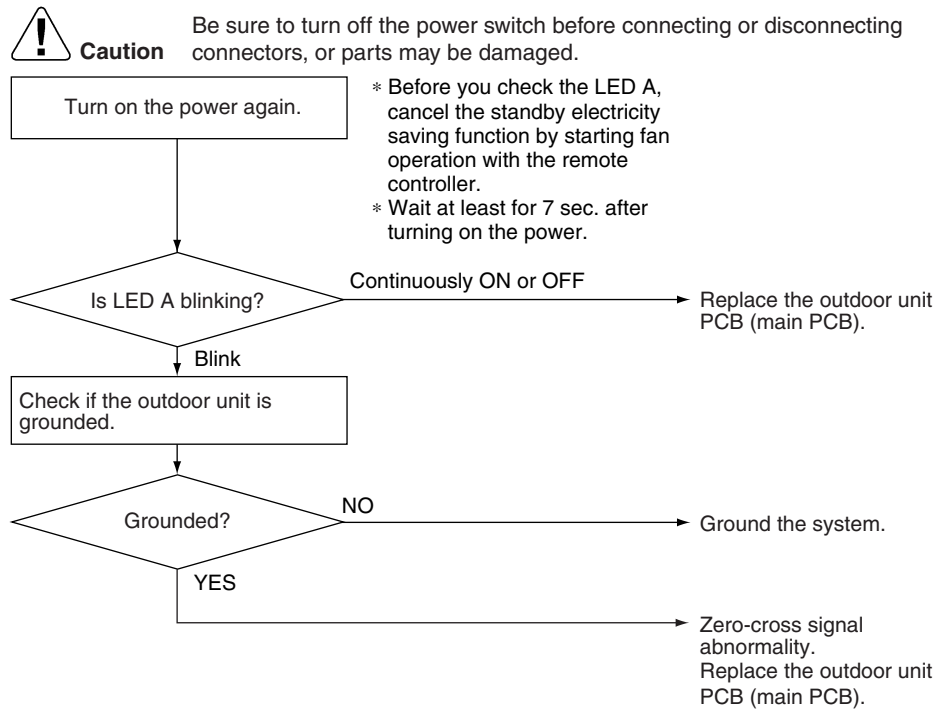 Be sure to turn off the power switch before connecting or disconnecting
Caution connectors, or parts may be damaged.
Turn on the power again.
* Before you check the LED A,
cancel the standby electricity
saving function by starting fan
operation with the remote
controller.
* Wait at least for 7 sec. after
turning on the power.
Is LED A blinking?
Continuously ON or OFF
Replace the outdoor unit
PCB (main PCB).
Blink
Check if the outdoor unit is
grounded.
Grounded?
NO
Ground the system.
YES
Zero-cross signal
abnormality.
Replace the outdoor unit
PCB (main PCB).